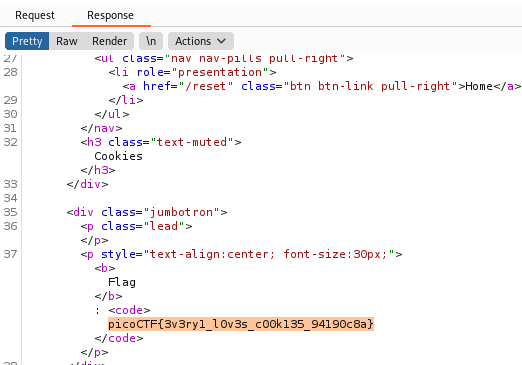 Request Response
Pretty Raw Render \n Actions
27 <ul class="nav nav-pills pull-right">
28 <li role="presentation">
<a href="/reset" class="btn btn-link pull-right">Home</a>
29 </li>
30 </ul>
31 </nav>
32 <h3 class="text-muted">
Cookies
</h3>
33 </div>
34
35 <div class="jumbotron">
36 <p class="lead">
</p>
37 <p style="text-align:center; font-size:30px;">
<b>
Flag
</b>
: <code>
picoCTF{3v3ry1_l0v3s_c00k135_94190c8a}
</code>
</p>
38 </div>